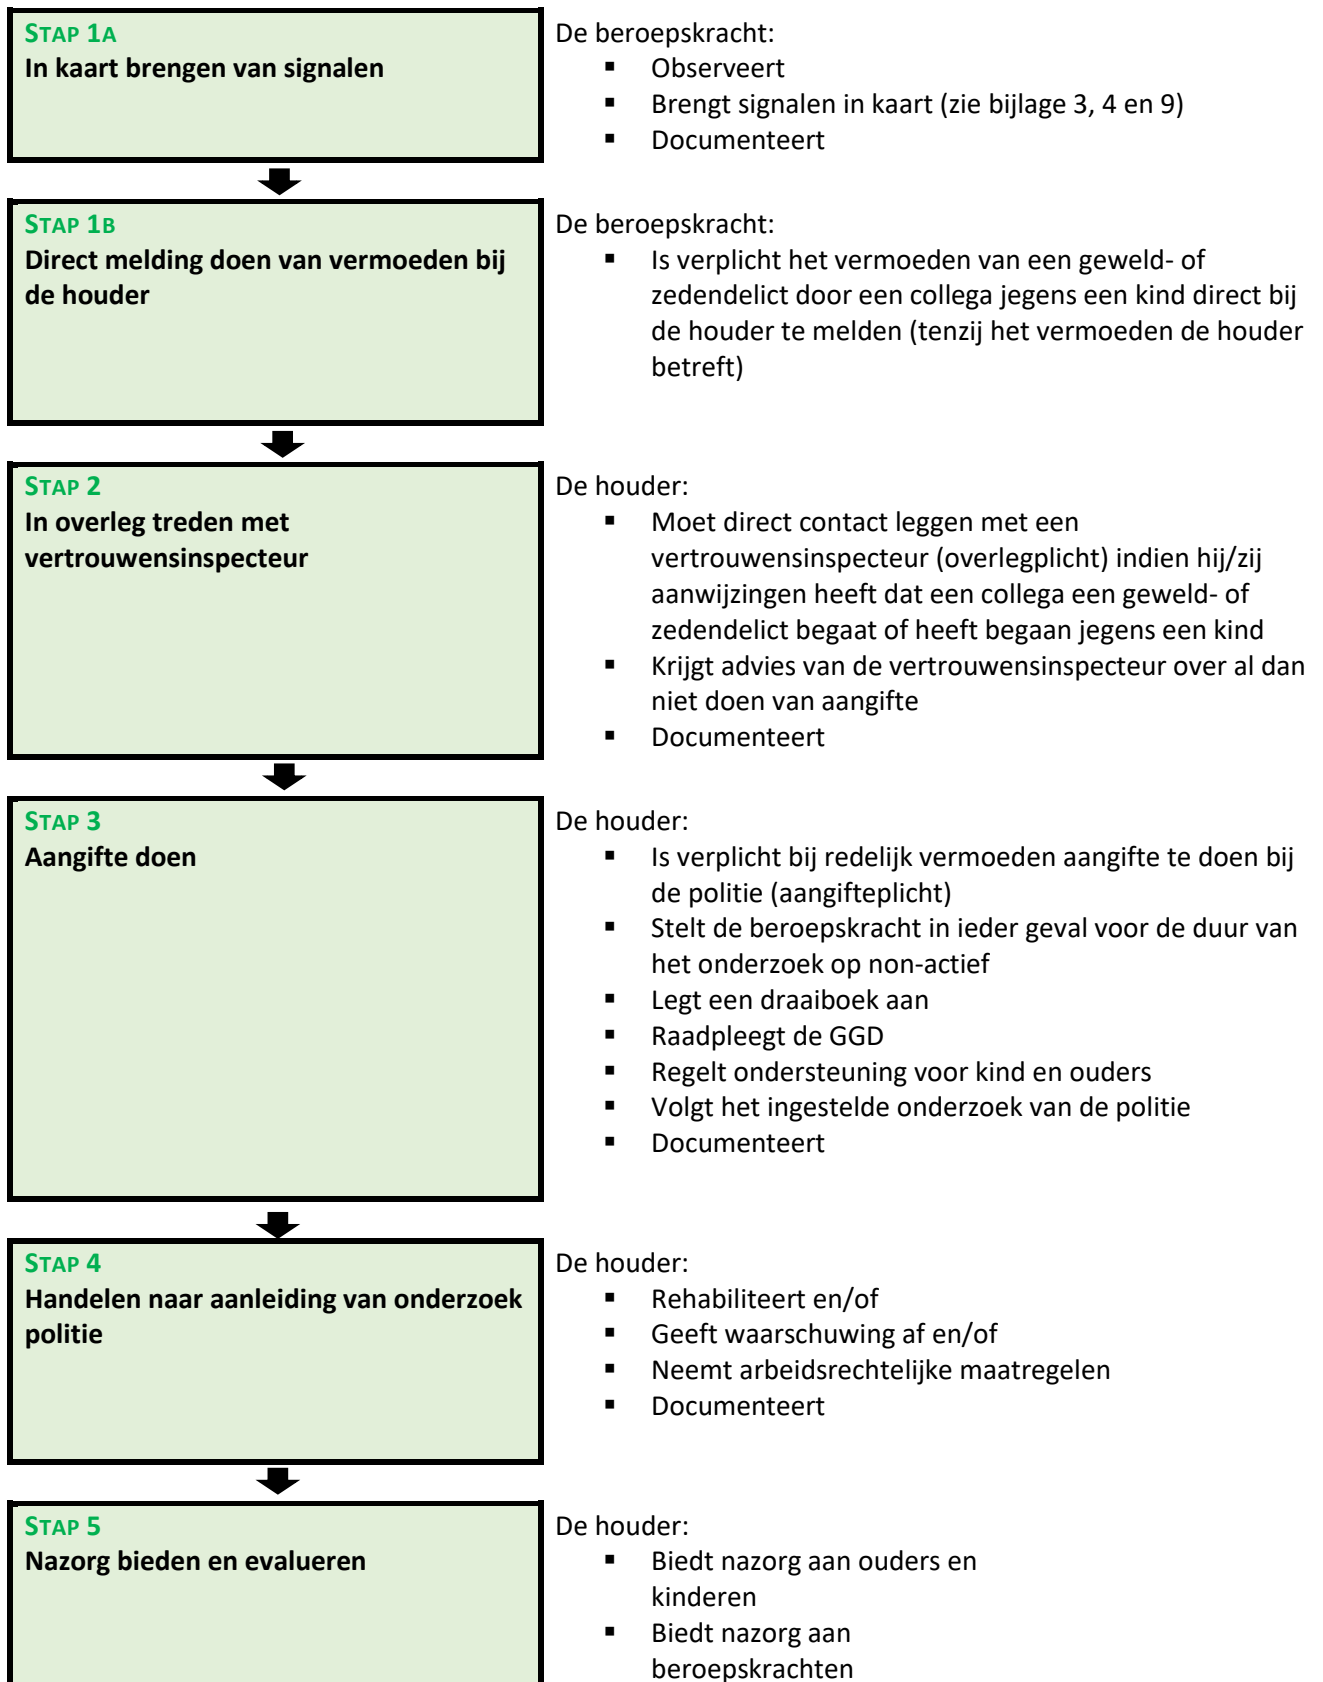 STAP 1A
In kaart brengen van signalen
De beroepskracht:
▪ Observeert
▪ Brengt signalen in kaart (zie bijlage 3, 4 en 9)
▪ Documenteert
STAP 1B
Direct melding doen van vermoeden bij
de houder
De beroepskracht:
▪ Is verplicht het vermoeden van een geweld- of
zedendelict door een collega jegens een kind direct bij
de houder te melden (tenzij het vermoeden de houder
betreft)
STAP 2
In overleg treden met
vertrouwensinspecteur
De houder:
▪ Moet direct contact leggen met een
vertrouwensinspecteur (overlegplicht) indien hij/zij
aanwijzingen heeft dat een collega een geweld- of
zedendelict begaat of heeft begaan jegens een kind
▪ Krijgt advies van de vertrouwensinspecteur over al dan
niet doen van aangifte
▪ Documenteert
STAP 3
Aangifte doen
De houder:
▪ Is verplicht bij redelijk vermoeden aangifte te doen bij
de politie (aangifteplicht)
▪ Stelt de beroepskracht in ieder geval voor de duur van
het onderzoek op non-actief
▪ Legt een draaiboek aan
▪ Raadpleegt de GGD
▪ Regelt ondersteuning voor kind en ouders
▪ Volgt het ingestelde onderzoek van de politie
▪ Documenteert
STAP 4
Handelen naar aanleiding van onderzoek
politie
De houder:
▪ Rehabiliteert en/of
▪ Geeft waarschuwing af en/of
▪ Neemt arbeidsrechtelijke maatregelen
▪ Documenteert
STAP 5
Nazorg bieden en evalueren
De houder:
▪ Biedt nazorg aan ouders en
kinderen
▪ Biedt nazorg aan
beroepskrachten